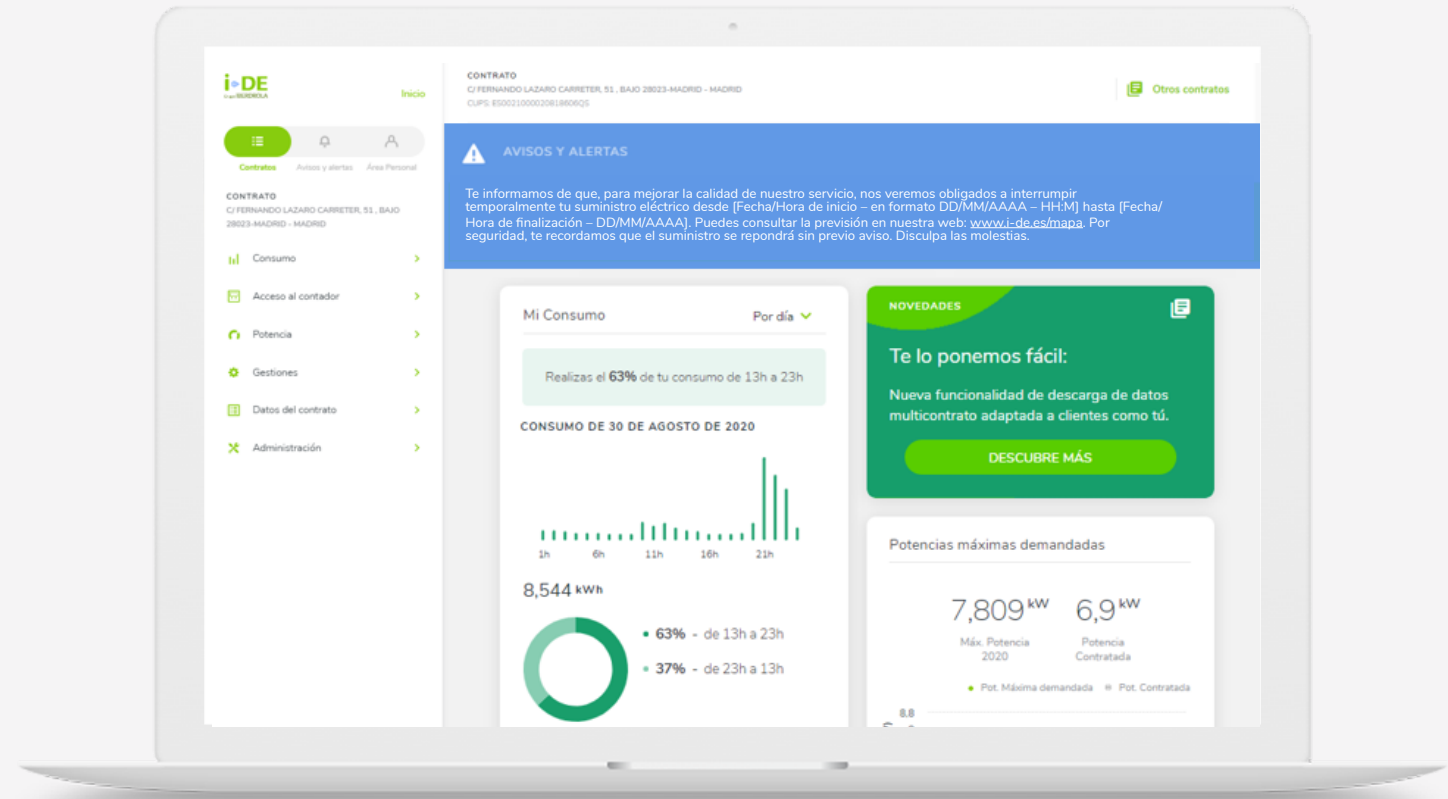 i-DE
Grupo IBERDROLA
Inicio
Contratos
Avisos y alertas
Área Personal
CONTRATO
C/ FERNANDO LAZARO CARRETER, 51 , BAJO
28023-MADRID - MADRID
Consumo
Acceso al contador
Potencia
Gestiones
Datos del contrato
Administración
CONTRATO
C/ FERNANDO LAZARO CARRETER, 51 , BAJO 28023-MADRID - MADRID
CUPS: ES0021000020818606QS
Otros contratos
AVISOS Y ALERTAS
Te informamos de que, para mejorar la calidad de nuestro servicio, nos veremos obligados a interrumpir
temporalmente tu suministro eléctrico desde [Fecha/Hora de inicio – en formato DD/MM/AAAA – HH:M] hasta [Fecha/
Hora de finalización – DD/MM/AAAA]. Puedes consultar la previsión en nuestra web: www.i-de.es/mapa. Por
seguridad, te recordamos que el suministro se repondrá sin previo aviso. Disculpa las molestias.
Mi Consumo
Por día
Realizas el 63% de tu consumo de 13h a 23h
CONSUMO DE 30 DE AGOSTO DE 2020
1h 6h 11h 16h 21h
8,544 kWh
63% - de 13h a 23h
37% - de 23h a 13h
NOVEDADES
Te lo ponemos fácil:
Nueva funcionalidad de descarga de datos
multicontrato adaptada a clientes como tú.
DESCUBRE MÁS
Potencias máximas demandadas
7,809 kW 6,9 kW
Máx. Potencia
2020
Potencia
Contratada
Pot. Máxima demandada Pot. Contratada
8.8